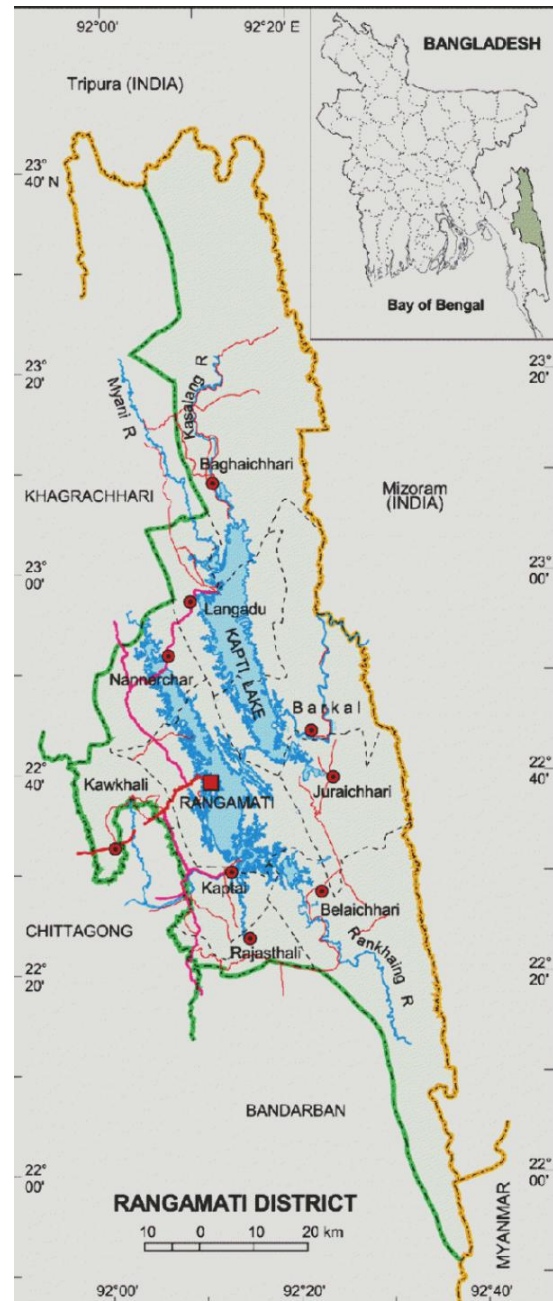 92° 00'
92° 20' E
BANGLADESH
Tripura (INDIA)
23°
40' N
Bay of Bengal
23°
20'
23°
20'
Myani R
Kasalang R
Baghaichhari
KHAGRACHHARI
Mizoram
(INDIA)
23°
00'
23°
00'
Langadu
KAPTI, LAKE
Nannerchar
Barkal
22°
40'
22°
40'
Kawkhali
RANGAMATI
Juraichhari
Kaptai
Belaichhari
CHITTAGONG
Rajasthali
Rankhaing R
22°
20'
22°
20'
BANDARBAN
22°
00'
22°
00'
RANGAMATI DISTRICT
10 0 20 km
MYANMAR
92° 00'
92° 20'
92° 40'